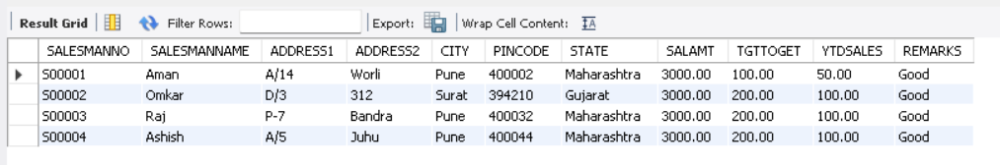 Result Grid Filter Rows: Export: Wrap Cell Content:
SALESMANNO SALESMANNAME ADDRESS1 ADDRESS2 CITY PINCODE STATE SALAMT TGTTOGET YTDSALES REMARKS
S00001 Aman A/14 Worli Pune 400002 Maharashtra 3000.00 100.00 50.00 Good
S00002 Omkar D/3 312 Surat 394210 Gujarat 3000.00 200.00 100.00 Good
S00003 Raj P-7 Bandra Pune 400032 Maharashtra 3000.00 200.00 100.00 Good
S00004 Ashish A/5 Juhu Pune 400044 Maharashtra 3000.00 200.00 100.00 Good